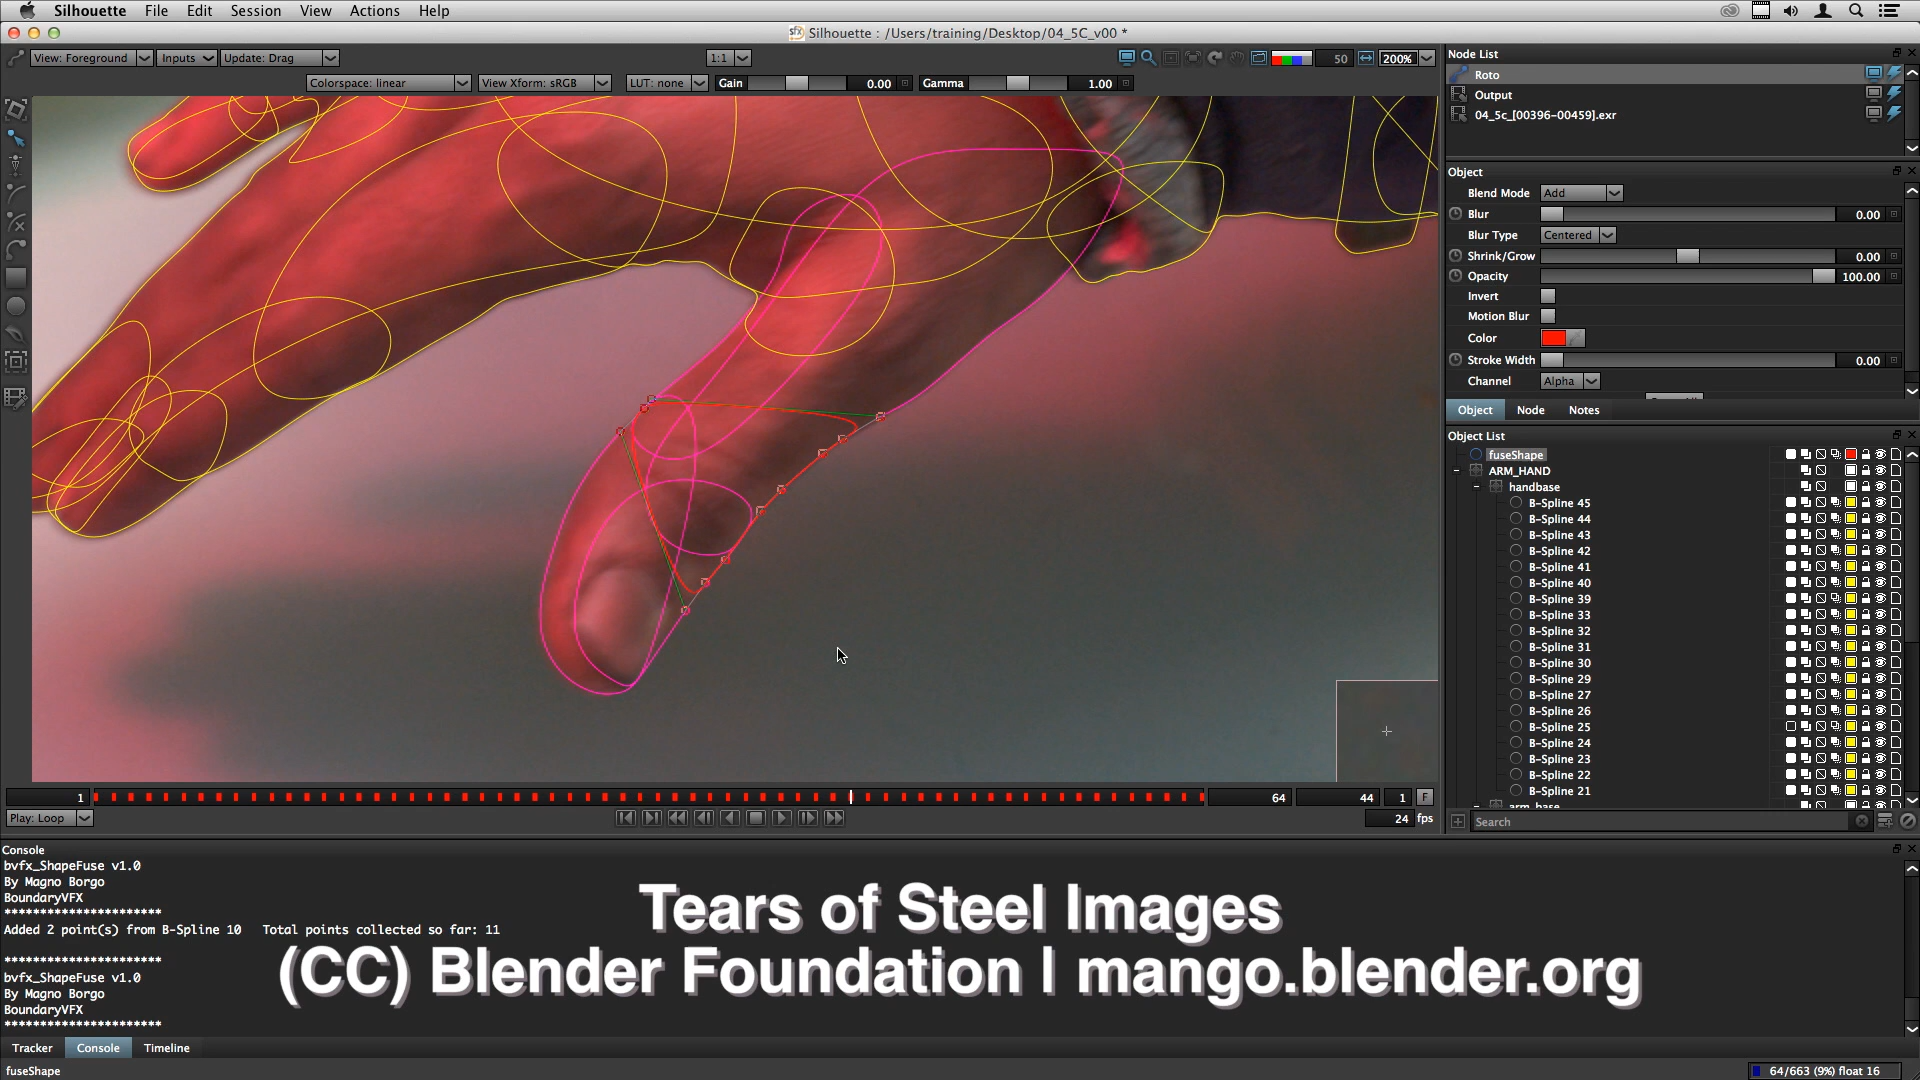 Silhouette File Edit Session View Actions Help
sfx Silhouette : /Users/training/Desktop/04_5C_v00 *
View: Foreground Inputs Update: Drag 1:1 50 200%
Colorspace: linear View Xform: sRGB LUT: none Gain 0.00 Gamma 1.00
Node List
Roto
Output
04_5c_[00396-00459].exr
Object
Blend Mode Add
Blur 0.00
Blur Type Centered
Shrink/Grow 0.00
Opacity 100.00
Invert
Motion Blur
Color
Stroke Width 0.00
Channel Alpha
Object Node Notes
Object List
fuseShape
ARM_HAND
handbase
B-Spline 45
B-Spline 44
B-Spline 43
B-Spline 42
B-Spline 41
B-Spline 40
B-Spline 39
B-Spline 33
B-Spline 32
B-Spline 31
B-Spline 30
B-Spline 29
B-Spline 27
B-Spline 26
B-Spline 25
B-Spline 24
B-Spline 23
B-Spline 22
B-Spline 21
arm_base
Search
1 64 44 1 F
Play: Loop 24 fps
Console
bvfx_ShapeFuse v1.0
By Magno Borgo
BoundaryVFX
**********************
Added 2 point(s) from B-Spline 10 Total points collected so far: 11
**********************
bvfx_ShapeFuse v1.0
By Magno Borgo
BoundaryVFX
**********************
Tears of Steel Images
(CC) Blender Foundation | mango.blender.org
Tracker Console Timeline
fuseShape 64/663 (9%) float 16